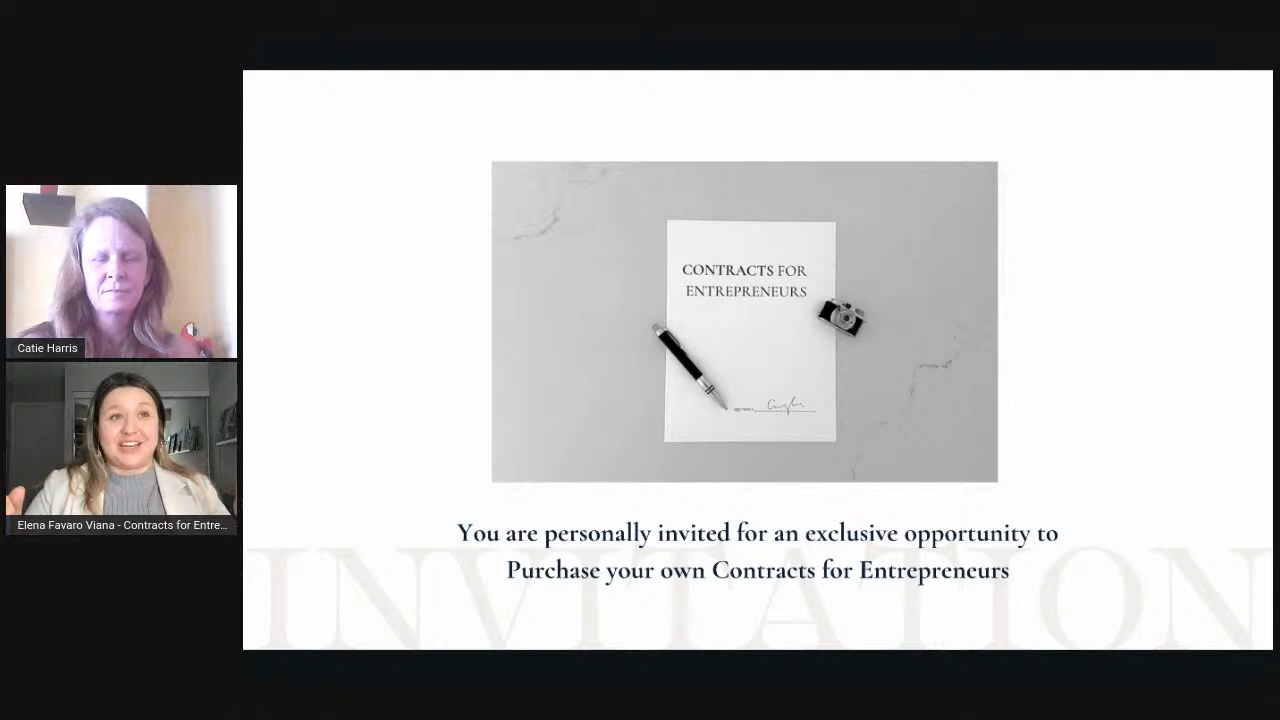 Catie Harris
Elena Favaro Viana - Contracts for Entre...
CONTRACTS FOR
ENTREPRENEURS
You are personally invited for an exclusive opportunity to
Purchase your own Contracts for Entrepreneurs
INVITATION